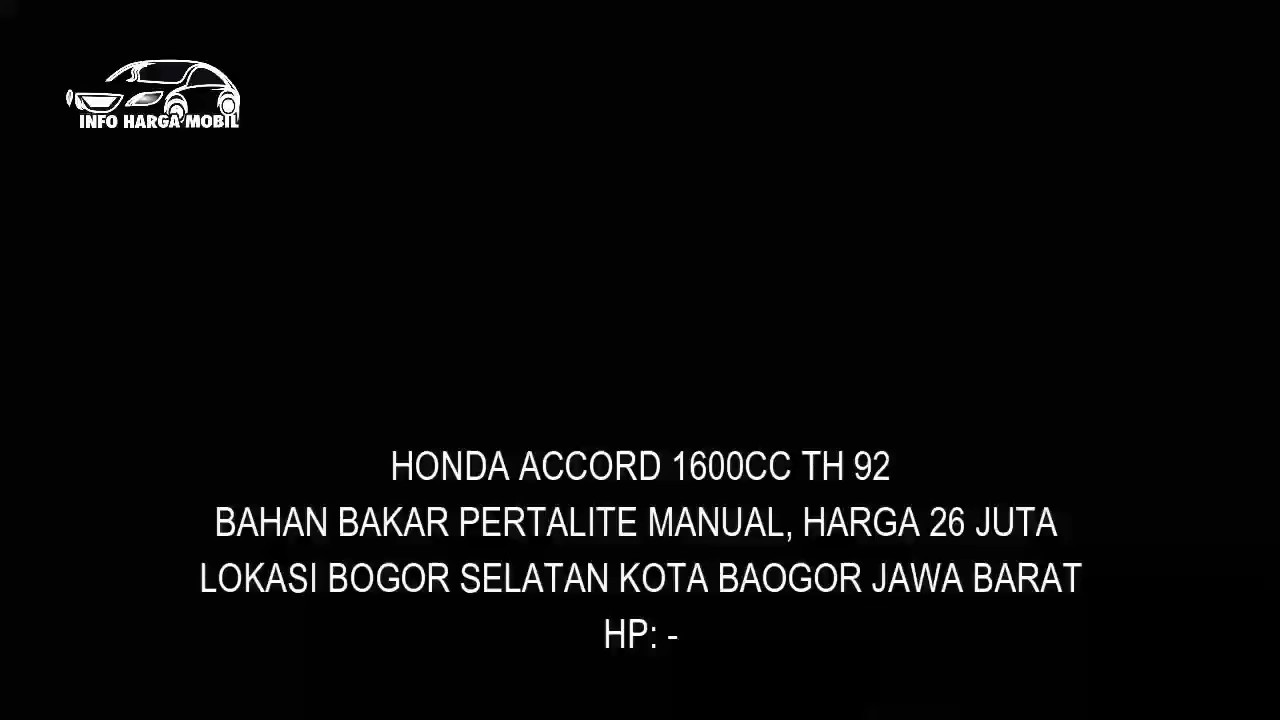 INFO HARGA MOBIL
HONDA ACCORD 1600CC TH 92
BAHAN BAKAR PERTALITE MANUAL, HARGA 26 JUTA
LOKASI BOGOR SELATAN KOTA BAOGOR JAWA BARAT
HP: -